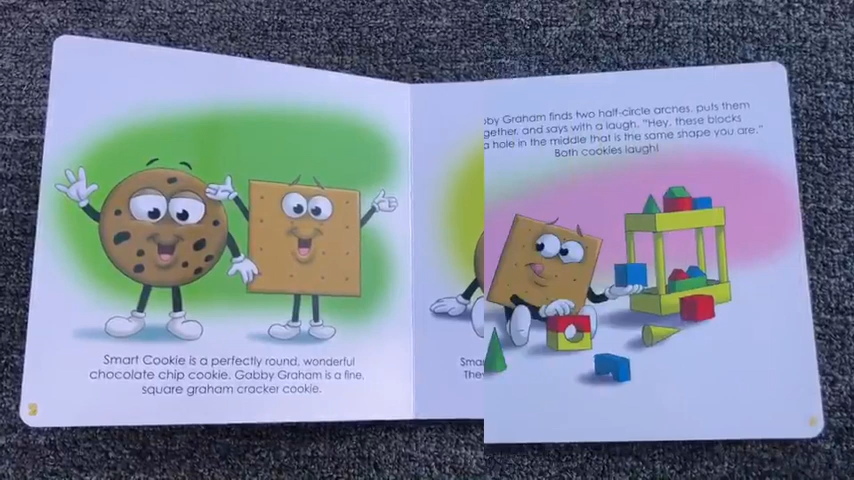 Smart Cookie is a perfectly round, wonderful
chocolate chip cookie. Gabby Graham is a fine,
square graham cracker cookie.
Graham finds two half-circle arches, puts them
and says with a laugh, "Hey, these blocks
a hole in the middle that is the same shape you are."
Both cookies laugh!